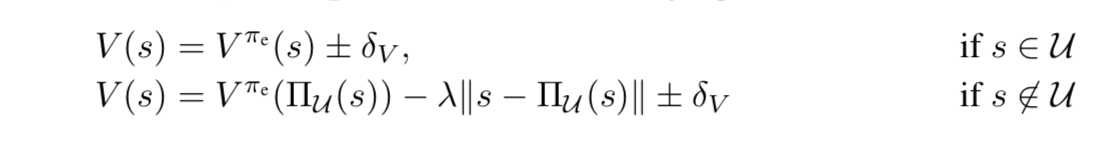 V(s) = V^{π_e}(s) ± δ_V, if s ∈ 𝒰
V(s) = V^{π_e}(Π_𝒰(s)) − λ‖s − Π_𝒰(s)‖ ± δ_V if s ∉ 𝒰